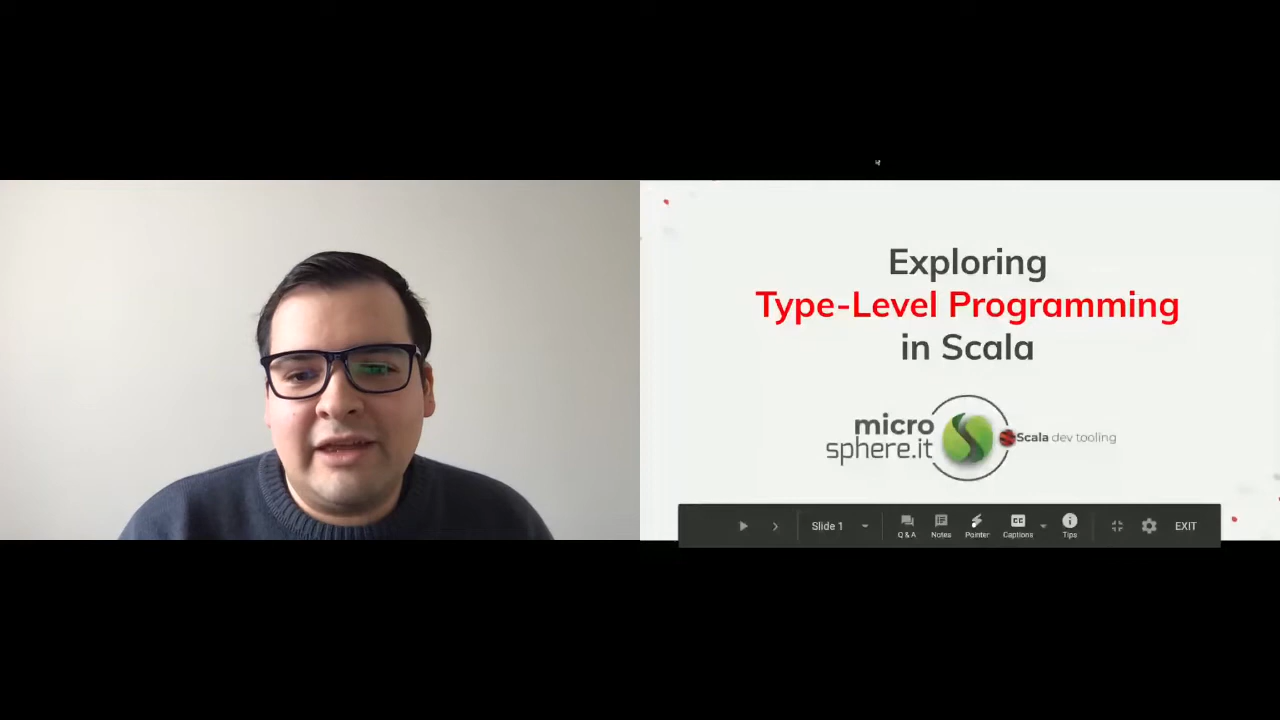 Exploring
Type-Level Programming
in Scala
micro
sphere.it
Scala dev tooling
Slide 1
EXIT
Q & A
Notes
Pointer
CC
Captions
Tips